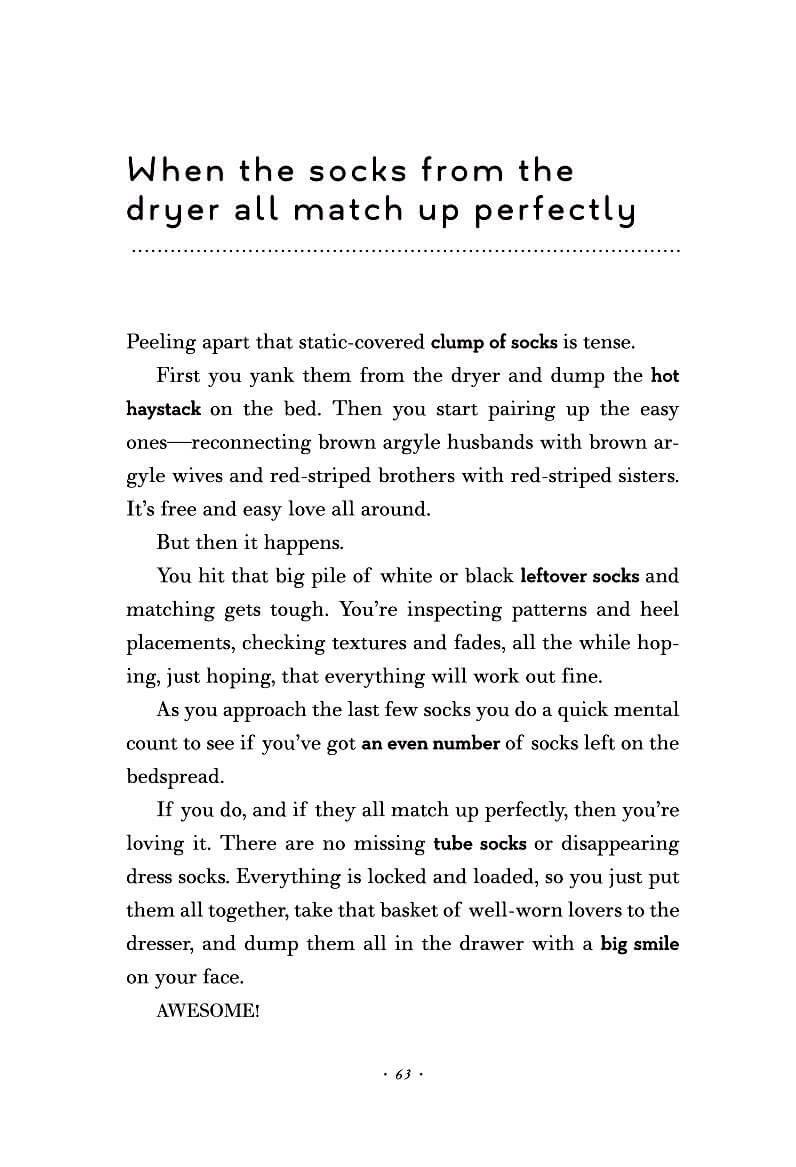 When the socks from the
dryer all match up perfectly
Peeling apart that static-covered clump of socks is tense.
First you yank them from the dryer and dump the hot
haystack on the bed. Then you start pairing up the easy
ones—reconnecting brown argyle husbands with brown ar-
gyle wives and red-striped brothers with red-striped sisters.
It’s free and easy love all around.
But then it happens.
You hit that big pile of white or black leftover socks and
matching gets tough. You’re inspecting patterns and heel
placements, checking textures and fades, all the while hop-
ing, just hoping, that everything will work out fine.
As you approach the last few socks you do a quick mental
count to see if you’ve got an even number of socks left on the
bedspread.
If you do, and if they all match up perfectly, then you’re
loving it. There are no missing tube socks or disappearing
dress socks. Everything is locked and loaded, so you just put
them all together, take that basket of well-worn lovers to the
dresser, and dump them all in the drawer with a big smile
on your face.
AWESOME!
· 63 ·